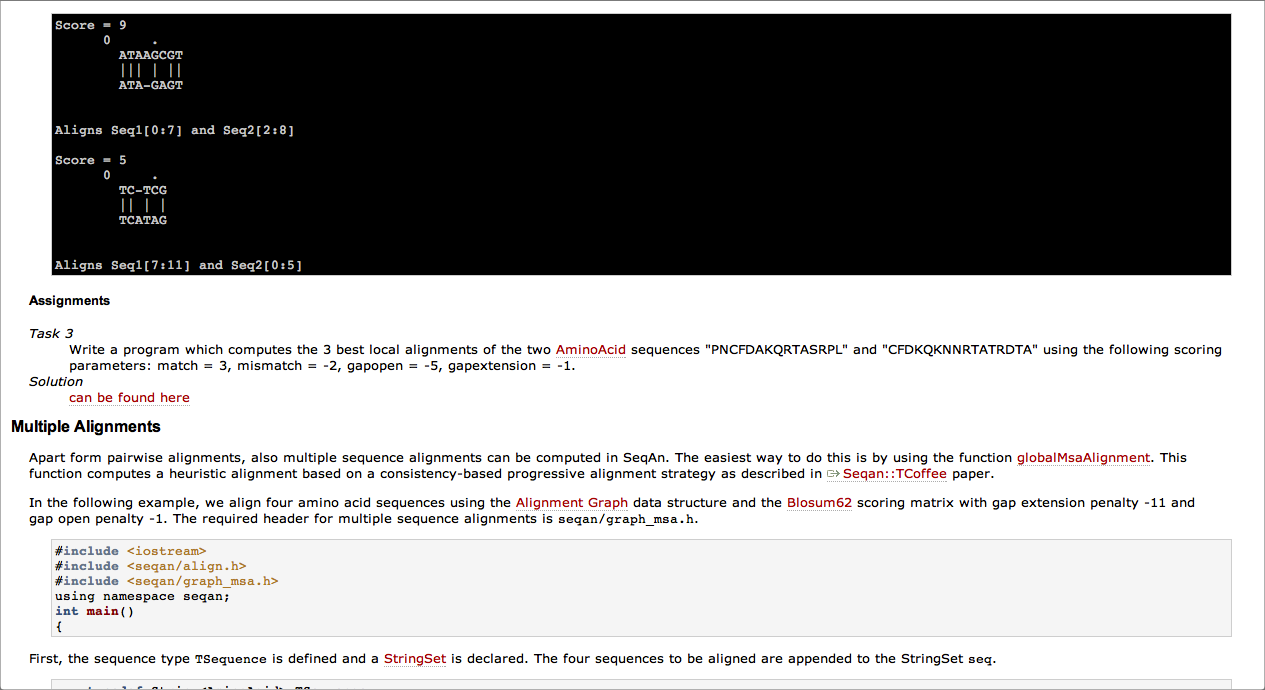 Score = 9
0 .
ATAAGCGT
||| | ||
ATA-GAGT
Aligns Seq1[0:7] and Seq2[2:8]
Score = 5
0 .
TC-TCG
|| | |
TCATAG
Aligns Seq1[7:11] and Seq2[0:5]
Assignments
Task 3
Write a program which computes the 3 best local alignments of the two AminoAcid sequences "PNCFDAKQRTASRPL" and "CFDKQKNNRTATRDTA" using the following scoring
parameters: match = 3, mismatch = -2, gapopen = -5, gapextension = -1.
Solution
can be found here
Multiple Alignments
Apart form pairwise alignments, also multiple sequence alignments can be computed in SeqAn. The easiest way to do this is by using the function globalMsaAlignment. This
function computes a heuristic alignment based on a consistency-based progressive alignment strategy as described in Seqan::TCoffee paper.
In the following example, we align four amino acid sequences using the Alignment Graph data structure and the Blosum62 scoring matrix with gap extension penalty -11 and
gap open penalty -1. The required header for multiple sequence alignments is seqan/graph_msa.h.
#include <iostream>
#include <seqan/align.h>
#include <seqan/graph_msa.h>
using namespace seqan;
int main()
{
First, the sequence type TSequence is defined and a StringSet is declared. The four sequences to be aligned are appended to the StringSet seq.